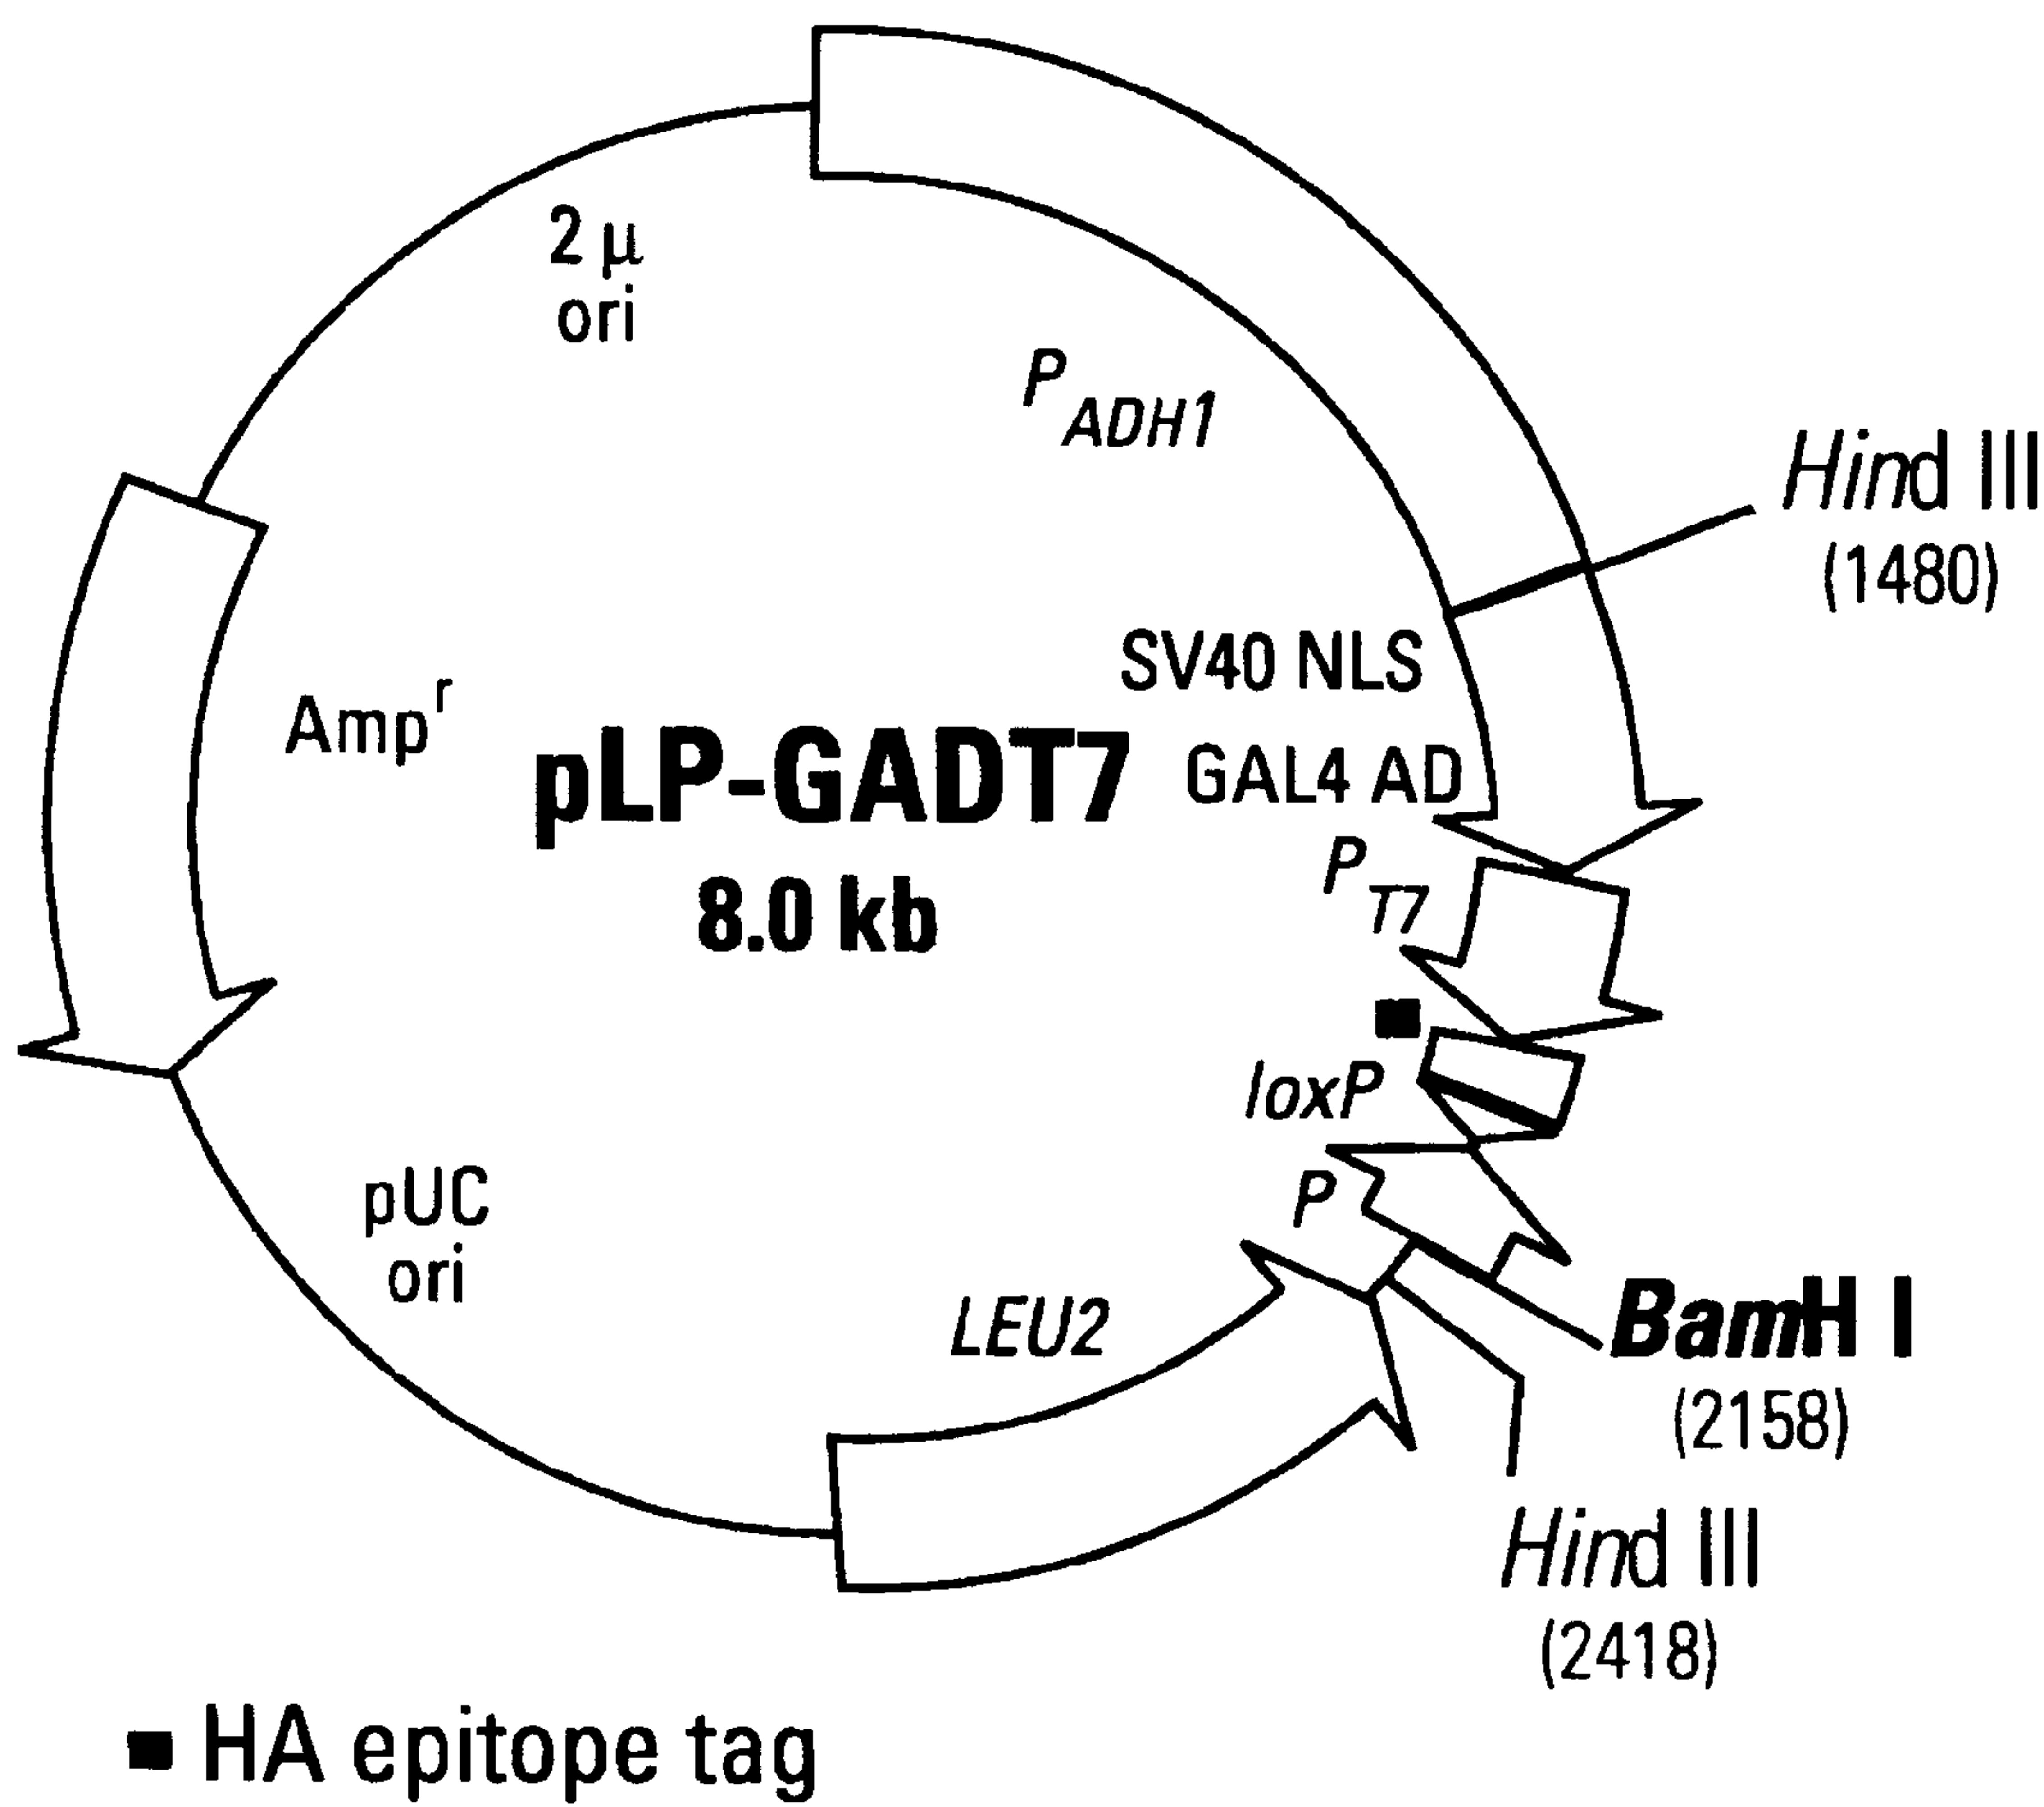 2 μ
ori
P ADH1
Hind III
(1480)
SV40 NLS
Amp r
pLP-GADT7
8.0 kb
GAL4 AD
P T7
loxP
P
pUC
ori
LEU2
BamH I
(2158)
Hind III
(2418)
HA epitope tag